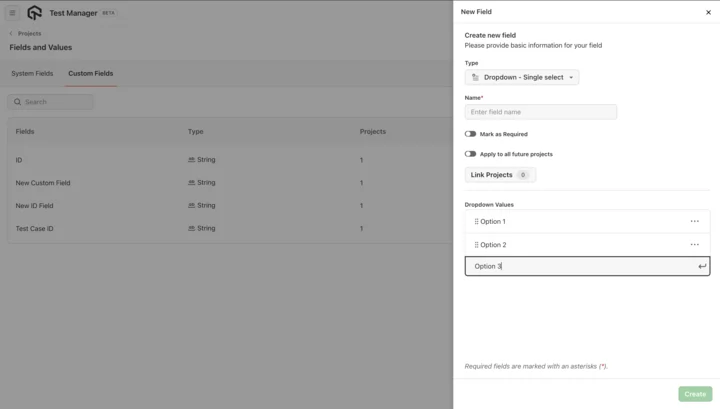 Test Manager BETA
Projects
Fields and Values
System Fields Custom Fields
Search
Fields Type Projects
ID String 1
New Custom Field String 1
New ID Field String 1
Test Case ID String 1
New Field
Create new field
Please provide basic information for your field
Type
Dropdown - Single select
Name*
Enter field name
Mark as Required
Apply to all future projects
Link Projects 0
Dropdown Values
Option 1
Option 2
Option 3
Required fields are marked with an asterisks (*).
Create